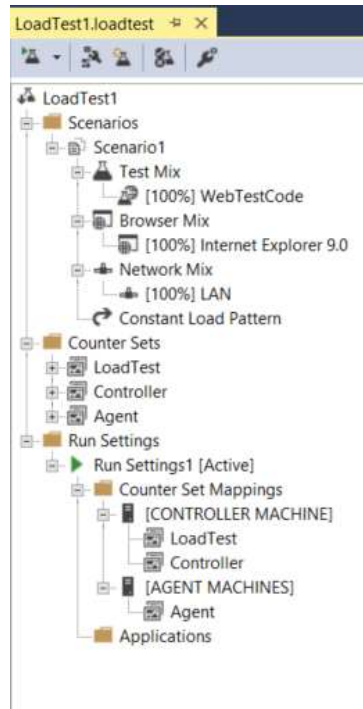 LoadTest1.loadtest
LoadTest1
Scenarios
Scenario1
Test Mix
[100%] WebTestCode
Browser Mix
[100%] Internet Explorer 9.0
Network Mix
[100%] LAN
Constant Load Pattern
Counter Sets
LoadTest
Controller
Agent
Run Settings
Run Settings1 [Active]
Counter Set Mappings
[CONTROLLER MACHINE]
LoadTest
Controller
[AGENT MACHINES]
Agent
Applications